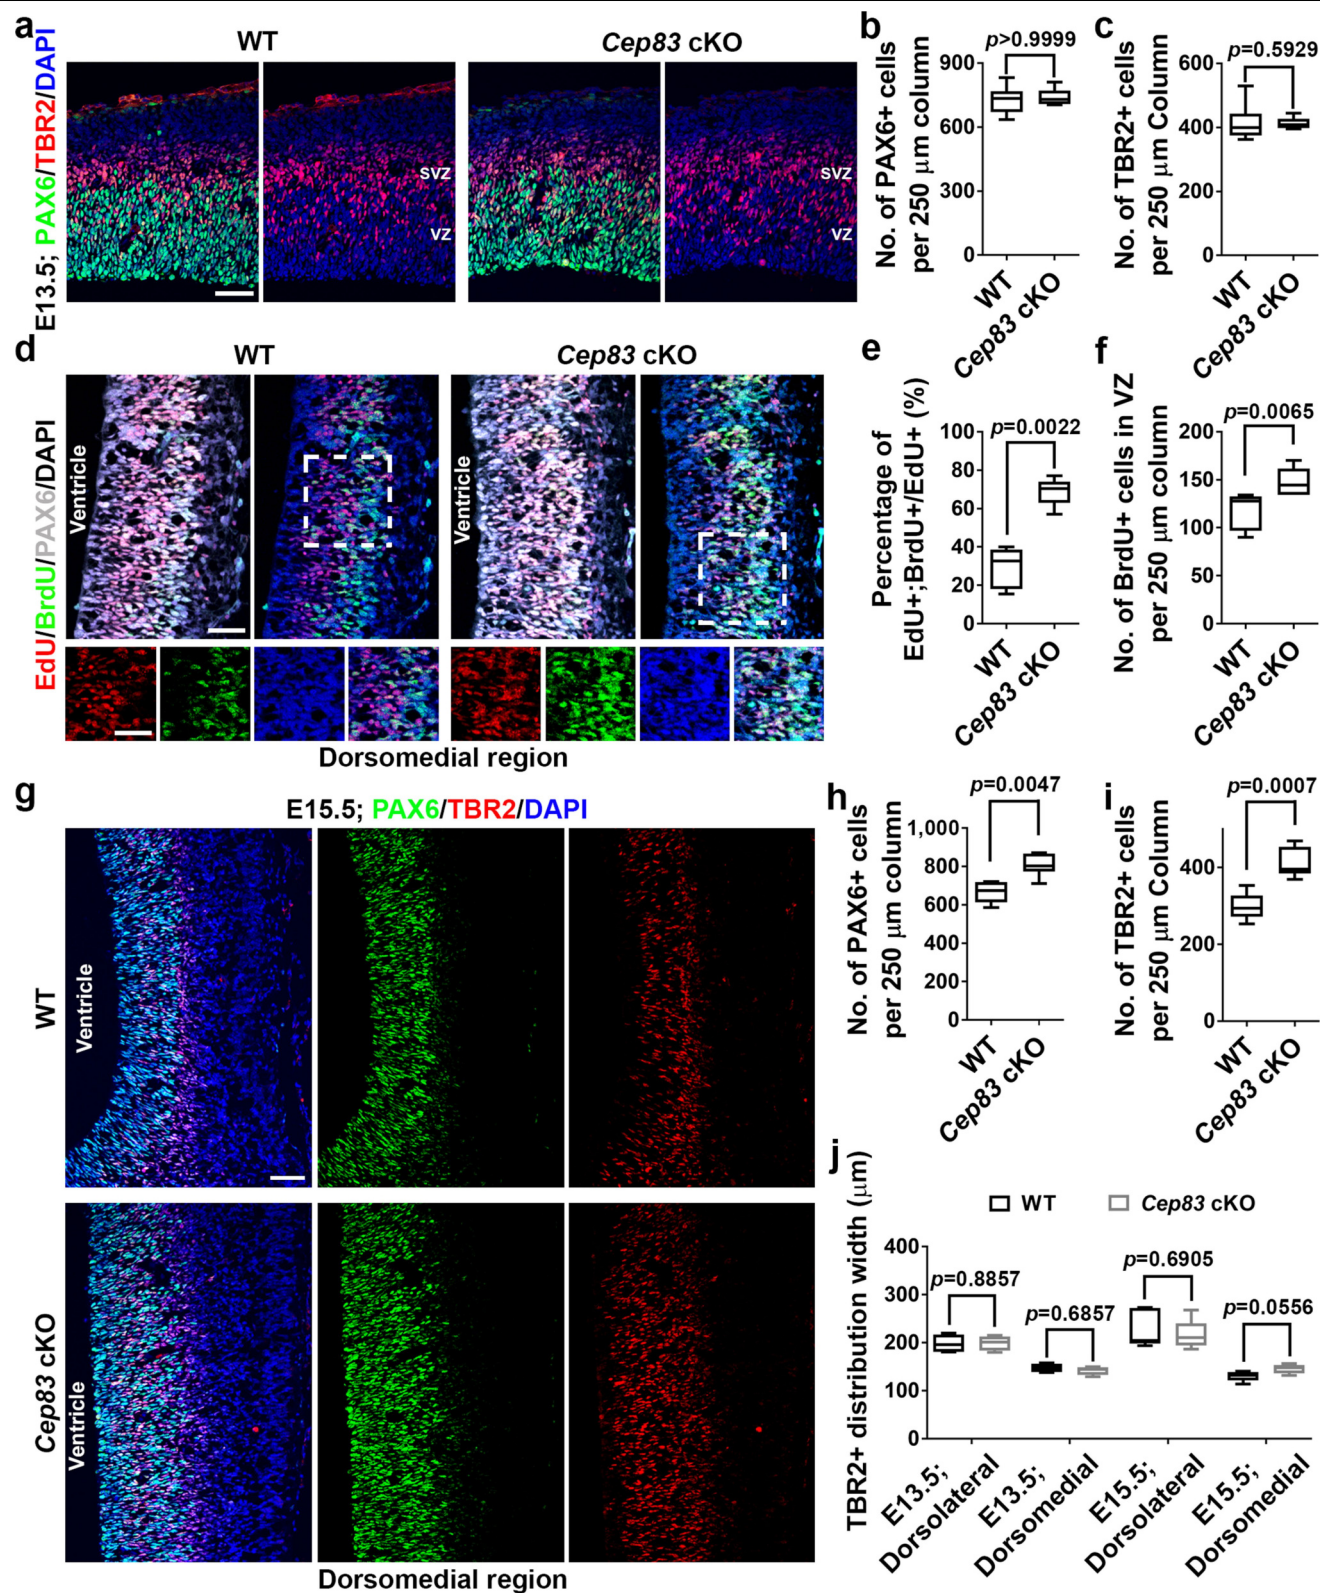 a
E13.5; PAX6/TBR2/DAPI
WT
Cep83 cKO
SVZ
VZ
SVZ
VZ
b
No. of PAX6+ cells
per 250 μm column
p>0.9999
900
600
300
0
WT
Cep83 cKO
c
No. of TBR2+ cells
per 250 μm Column
p=0.5929
600
400
200
0
WT
Cep83 cKO
d
EdU/BrdU/PAX6/DAPI
WT
Cep83 cKO
Ventricle
Ventricle
Dorsomedial region
e
Percentage of
EdU+;BrdU+/EdU+ (%)
p=0.0022
100
80
60
40
20
0
WT
Cep83 cKO
f
No. of BrdU+ cells in VZ
per 250 μm column
p=0.0065
200
150
100
50
0
WT
Cep83 cKO
g
E15.5; PAX6/TBR2/DAPI
WT
Ventricle
Cep83 cKO
Ventricle
Dorsomedial region
h
No. of PAX6+ cells
per 250 μm column
p=0.0047
1,000
800
600
400
200
0
WT
Cep83 cKO
i
No. of TBR2+ cells
per 250 μm Column
p=0.0007
400
200
0
WT
Cep83 cKO
j
TBR2+ distribution width (μm)
WT
Cep83 cKO
400
300
200
100
0
p=0.8857
p=0.6857
p=0.6905
p=0.0556
E13.5;
Dorsolateral
E13.5;
Dorsomedial
E15.5;
Dorsolateral
E15.5;
Dorsomedial